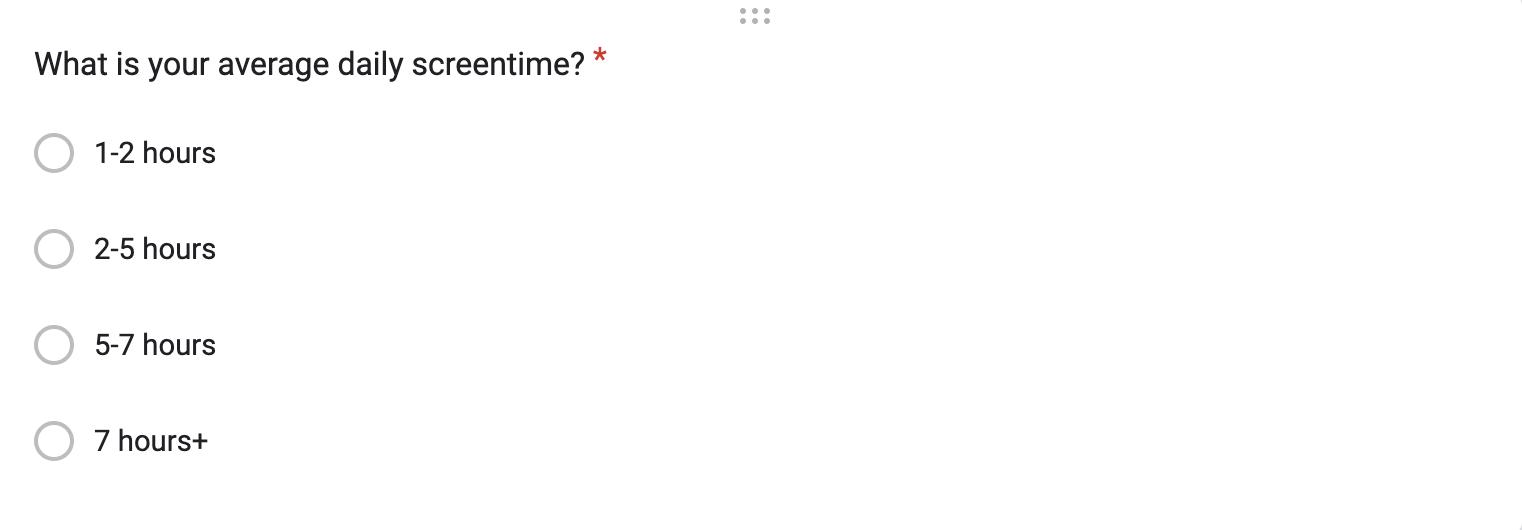 What is your average daily screentime? *
1-2 hours
2-5 hours
5-7 hours
7 hours+